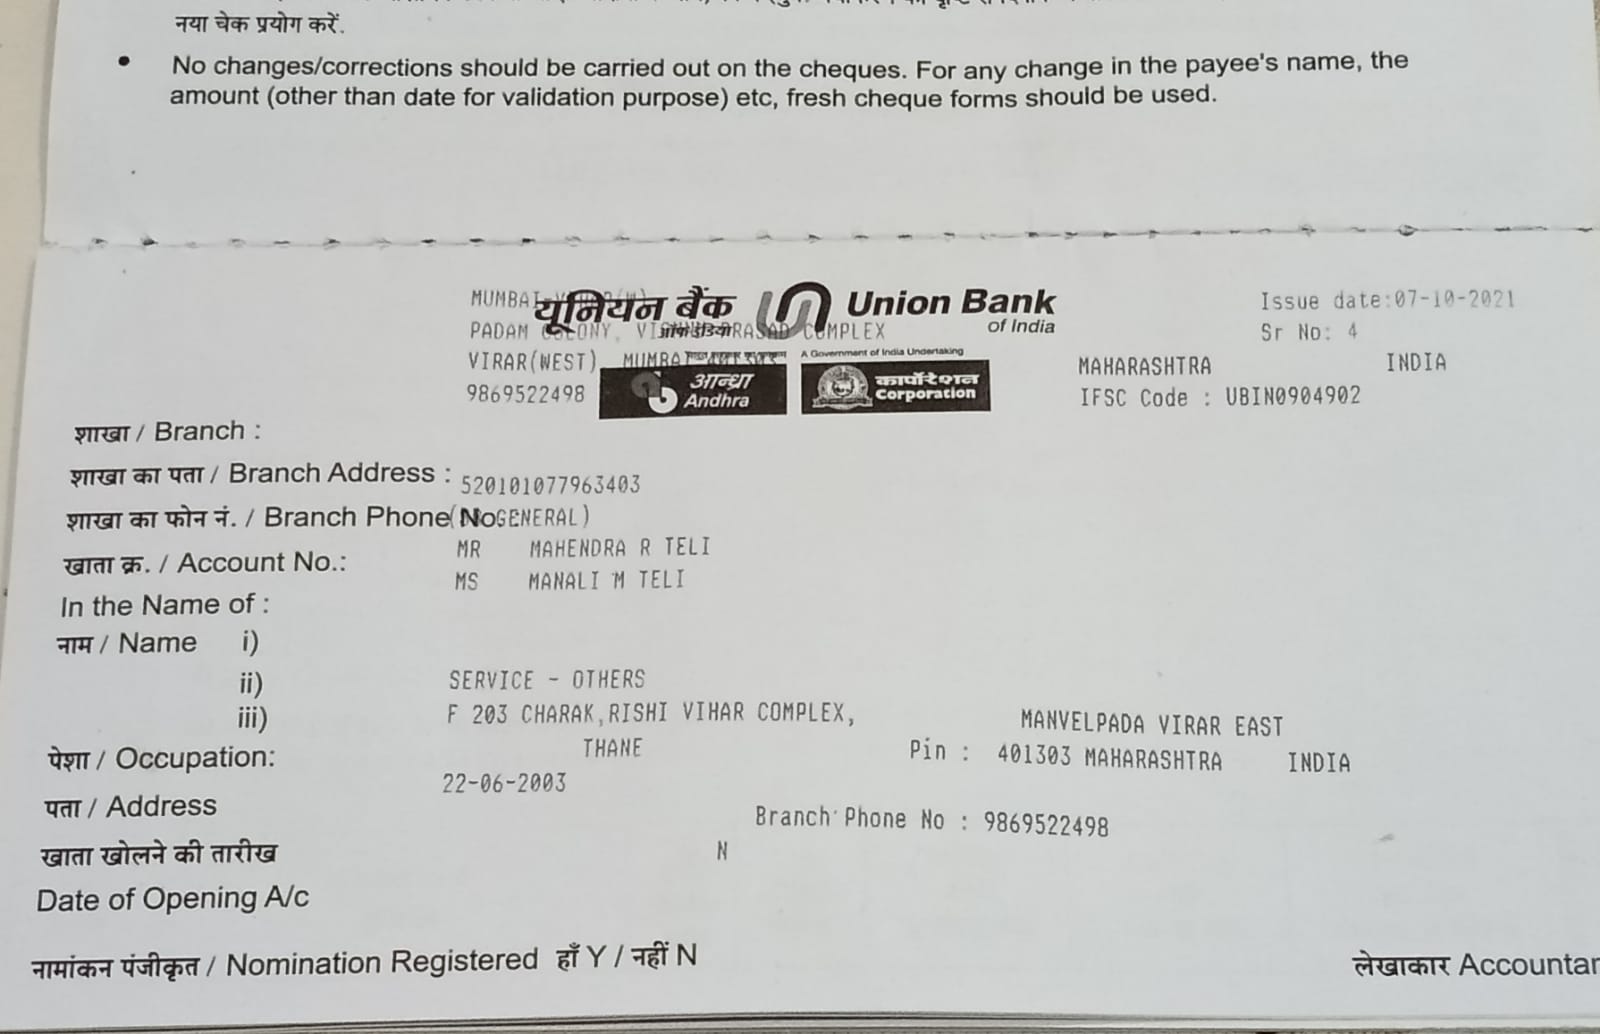 नया चेक प्रयोग करें.
• No changes/corrections should be carried out on the cheques. For any change in the payee's name, the
amount (other than date for validation purpose) etc, fresh cheque forms should be used.
यूनियन बैंक Union Bank
ऑफ इंडिया of India
A Government of India Undertaking
आन्ध्रा Andhra
कार्पोरेशन Corporation
Issue date:07-10-2021
PADAM COLONY, PRASAD COMPLEX
Sr No: 4
VIRAR(WEST), MUMBAI
MAHARASHTRA INDIA
9869522498
IFSC Code : UBIN0904902
शाखा / Branch :
शाखा का पता / Branch Address : 520101077963403
शाखा का फोन नं. / Branch Phone No GENERAL)
MR MAHENDRA R TELI
खाता क्र. / Account No.:
MS MANALI M TELI
In the Name of :
नाम / Name i)
ii) SERVICE - OTHERS
iii) F 203 CHARAK,RISHI VIHAR COMPLEX, MANVELPADA VIRAR EAST
पेशा / Occupation: THANE Pin : 401303 MAHARASHTRA INDIA
22-06-2003
पता / Address
Branch Phone No : 9869522498
खाता खोलने की तारीख N
Date of Opening A/c
नामांकन पंजीकृत / Nomination Registered हाँ Y / नहीं N
लेखाकार Accountan